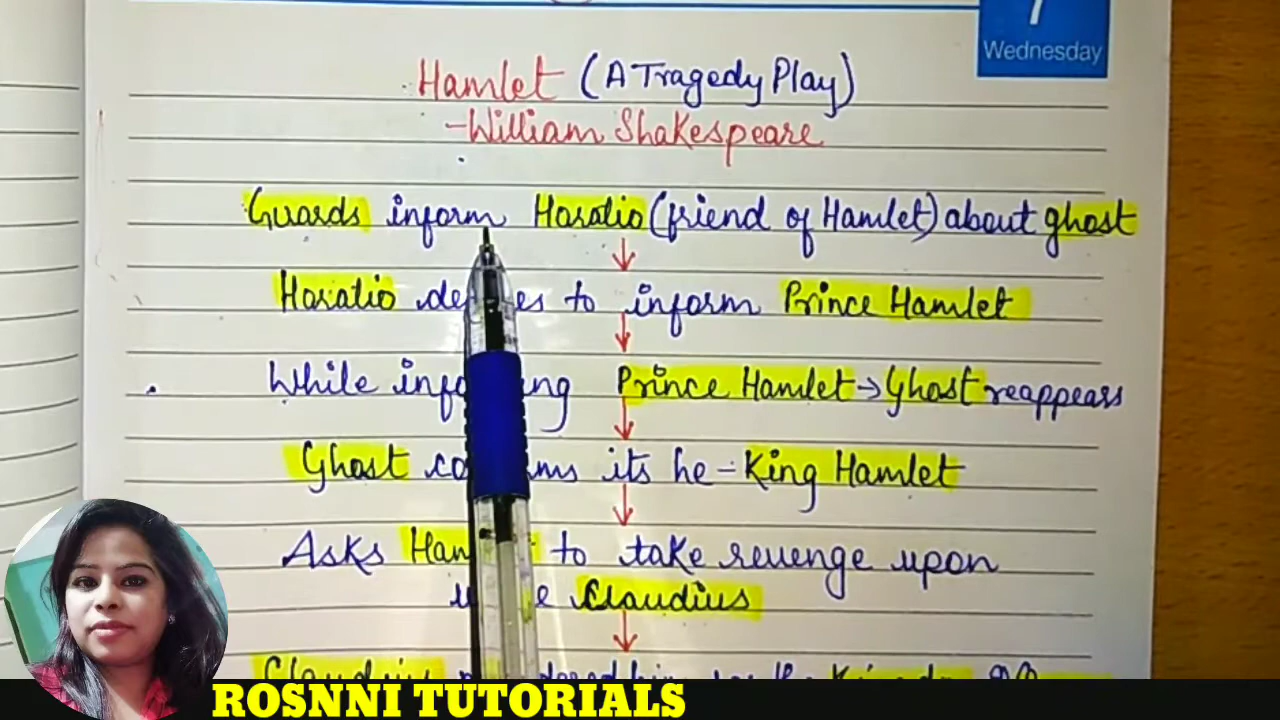 7
Wednesday
Hamlet (A Tragedy Play)
-William Shakespeare
Guards inform Horatio (friend of Hamlet) about ghost
Horatio to inform Prince Hamlet
While Prince Hamlet → Ghost reappears
Ghost its he - King Hamlet
Asks to take revenge upon
Claudius
Claudius
ROSNNI TUTORIALS